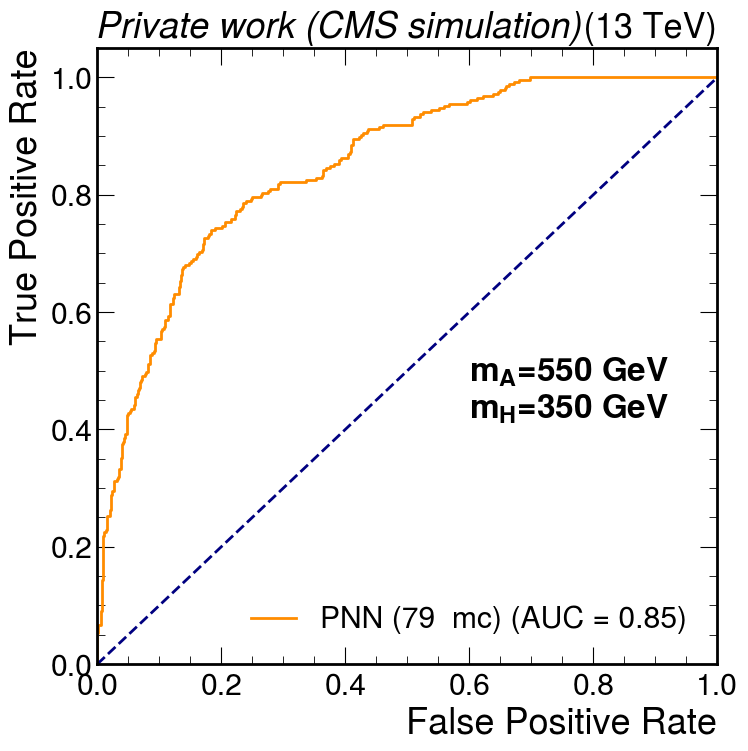 Private work (CMS simulation)(13 TeV)
True Positive Rate
1.0
0.8
0.6
0.4
0.2
0.0
m_A=550 GeV
m_H=350 GeV
PNN (79  mc) (AUC = 0.85)
0.0 0.2 0.4 0.6 0.8 1.0
False Positive Rate